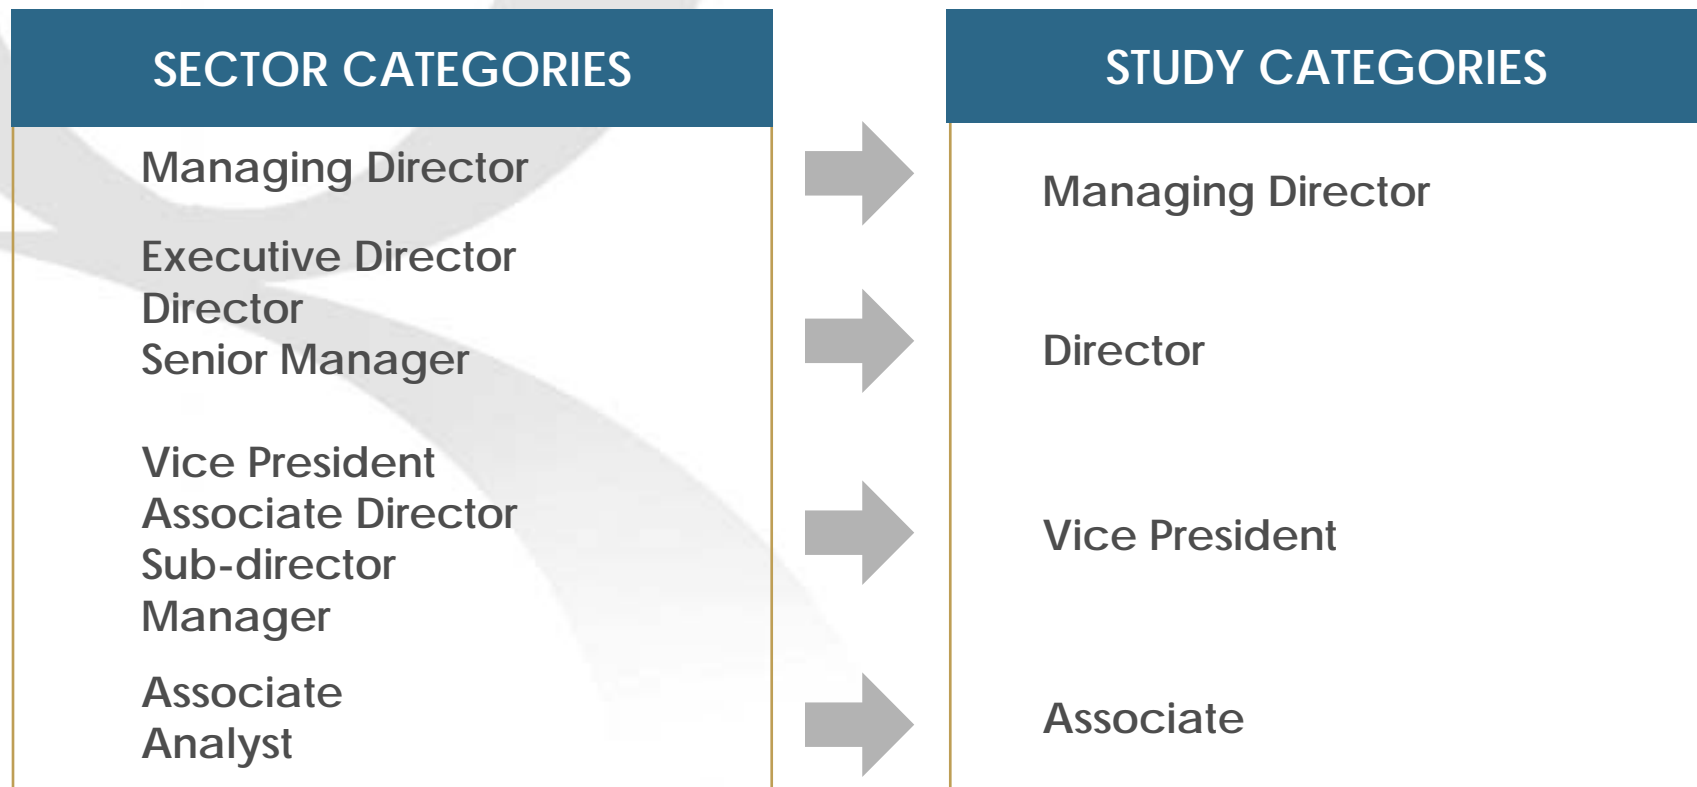 SECTOR CATEGORIES
Managing Director
Executive Director
Director
Senior Manager
Vice President
Associate Director
Sub-director
Manager
Associate
Analyst
STUDY CATEGORIES
Managing Director
Director
Vice President
Associate